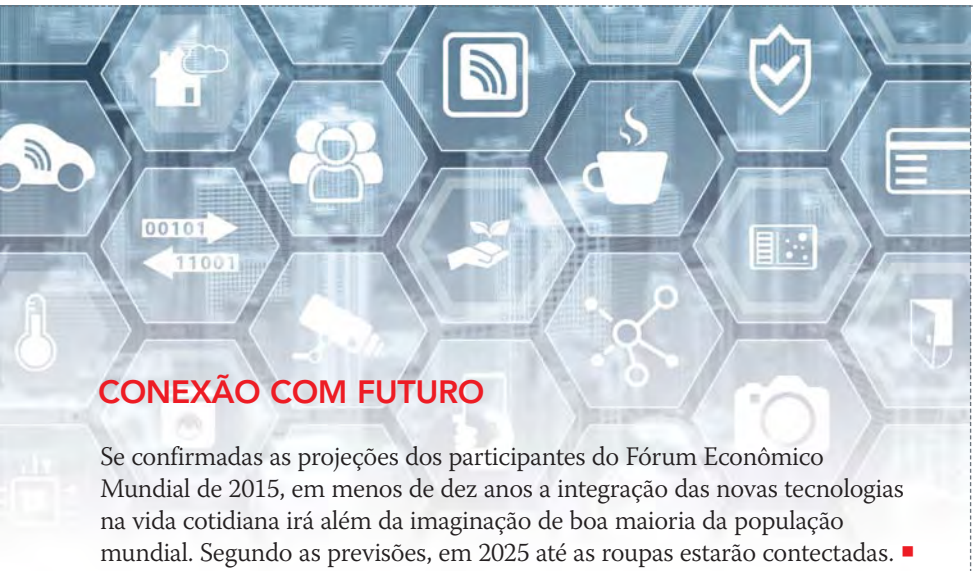 00101
11001
CONEXÃO COM FUTURO
Se confirmadas as projeções dos participantes do Fórum Econômico
Mundial de 2015, em menos de dez anos a integração das novas tecnologias
na vida cotidiana irá além da imaginação de boa maioria da população
mundial. Segundo as previsões, em 2025 até as roupas estarão contectadas.